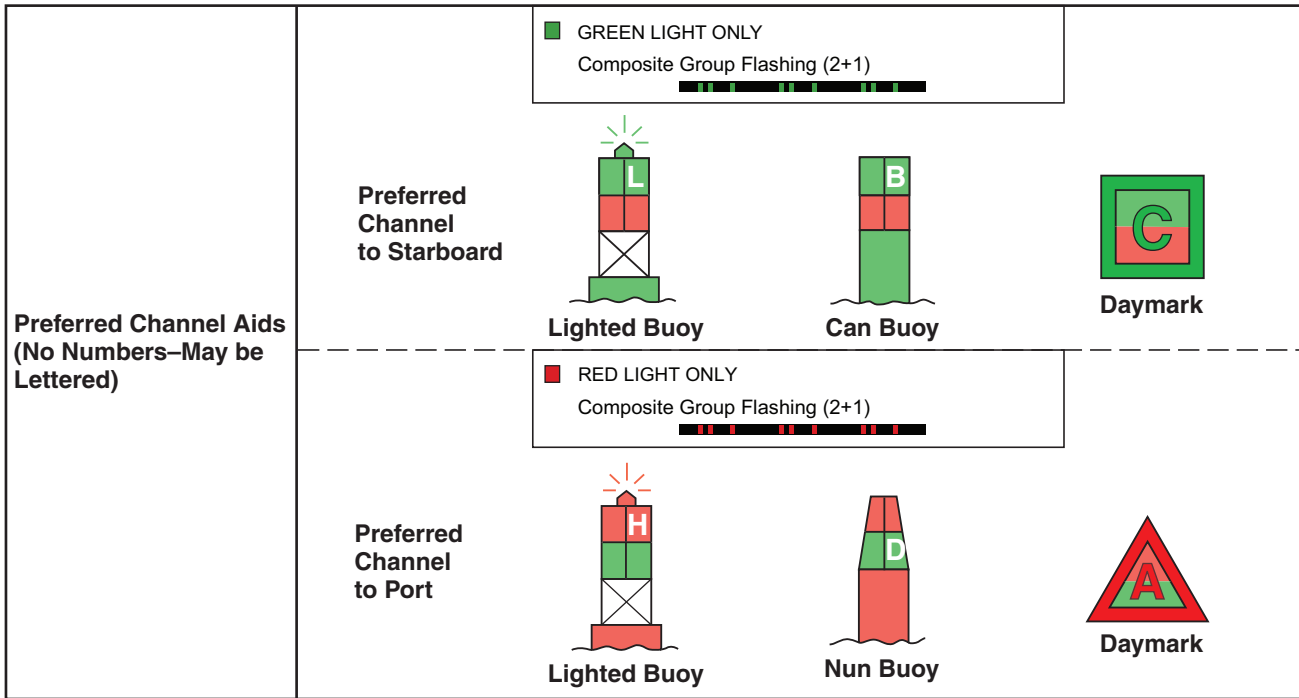 Preferred Channel Aids
(No Numbers–May be
Lettered)
GREEN LIGHT ONLY
Composite Group Flashing (2+1)
Preferred
Channel
to Starboard
L
Lighted Buoy
B
Can Buoy
C
Daymark
RED LIGHT ONLY
Composite Group Flashing (2+1)
Preferred
Channel
to Port
H
Lighted Buoy
D
Nun Buoy
A
Daymark